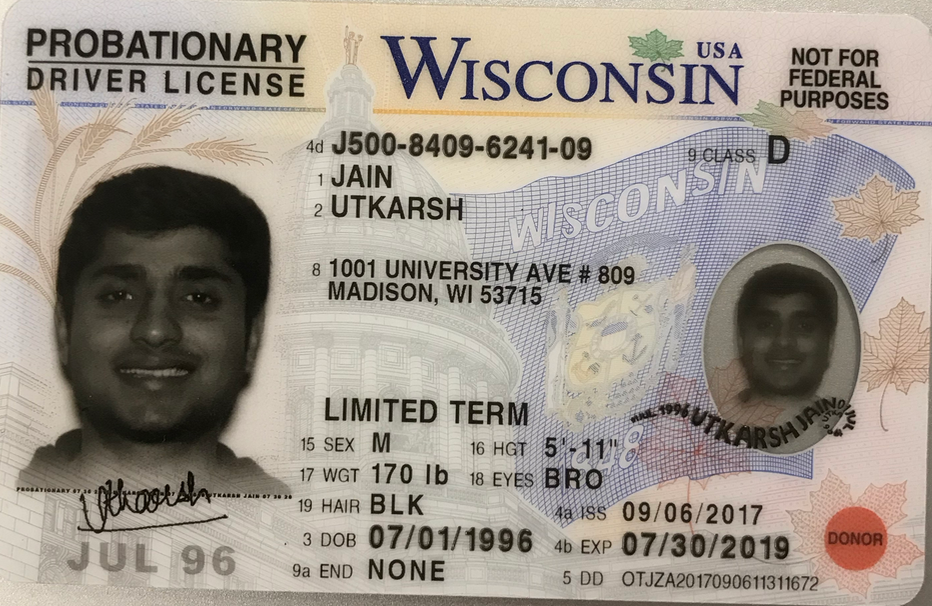 PROBATIONARY
DRIVER LICENSE
WISCONSIN USA
NOT FOR
FEDERAL
PURPOSES
4d J500-8409-6241-09
9 CLASS D
1 JAIN
2 UTKARSH
WISCONSIN
8 1001 UNIVERSITY AVE # 809
MADISON, WI 53715
LIMITED TERM
15 SEX M 16 HGT 5'-11"
17 WGT 170 lb 18 EYES BRO
19 HAIR BLK
4a ISS 09/06/2017
3 DOB 07/01/1996
4b EXP 07/30/2019
9a END NONE
5 DD OTJZA2017090611311672
UTKARSH JAIN
Utkarsh
JUL 96
DONOR